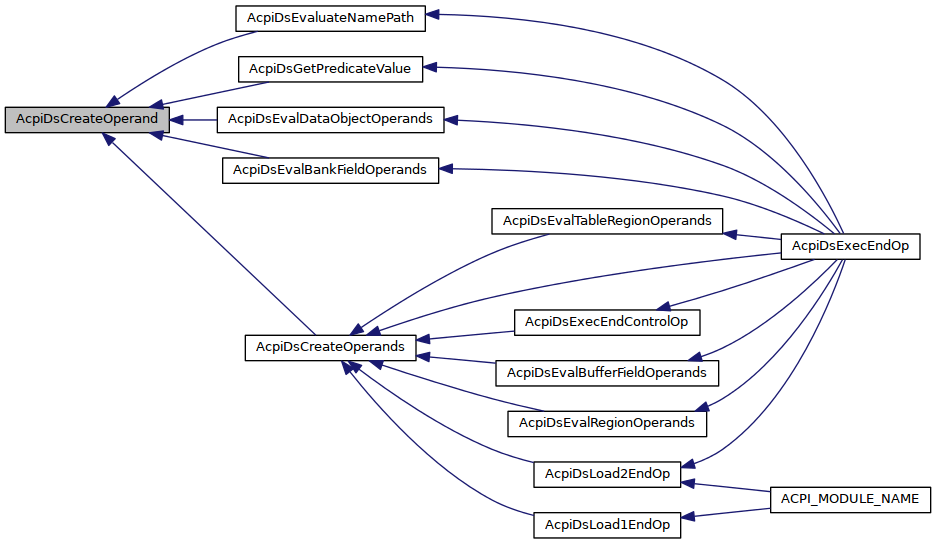 AcpiDsEvaluateNamePath
AcpiDsGetPredicateValue
AcpiDsCreateOperand
AcpiDsEvalDataObjectOperands
AcpiDsEvalBankFieldOperands
AcpiDsEvalTableRegionOperands
AcpiDsExecEndOp
AcpiDsExecEndControlOp
AcpiDsCreateOperands
AcpiDsEvalBufferFieldOperands
AcpiDsEvalRegionOperands
AcpiDsLoad2EndOp
ACPI_MODULE_NAME
AcpiDsLoad1EndOp